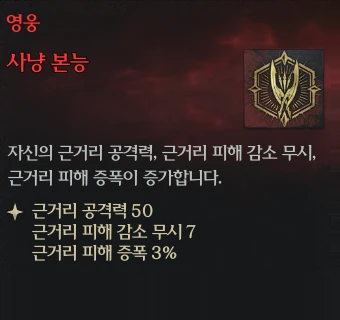 영웅
사냥 본능
자신의 근거리 공격력, 근거리 피해 감소 무시,
근거리 피해 증폭이 증가합니다.
근거리 공격력 50
근거리 피해 감소 무시 7
근거리 피해 증폭 3%